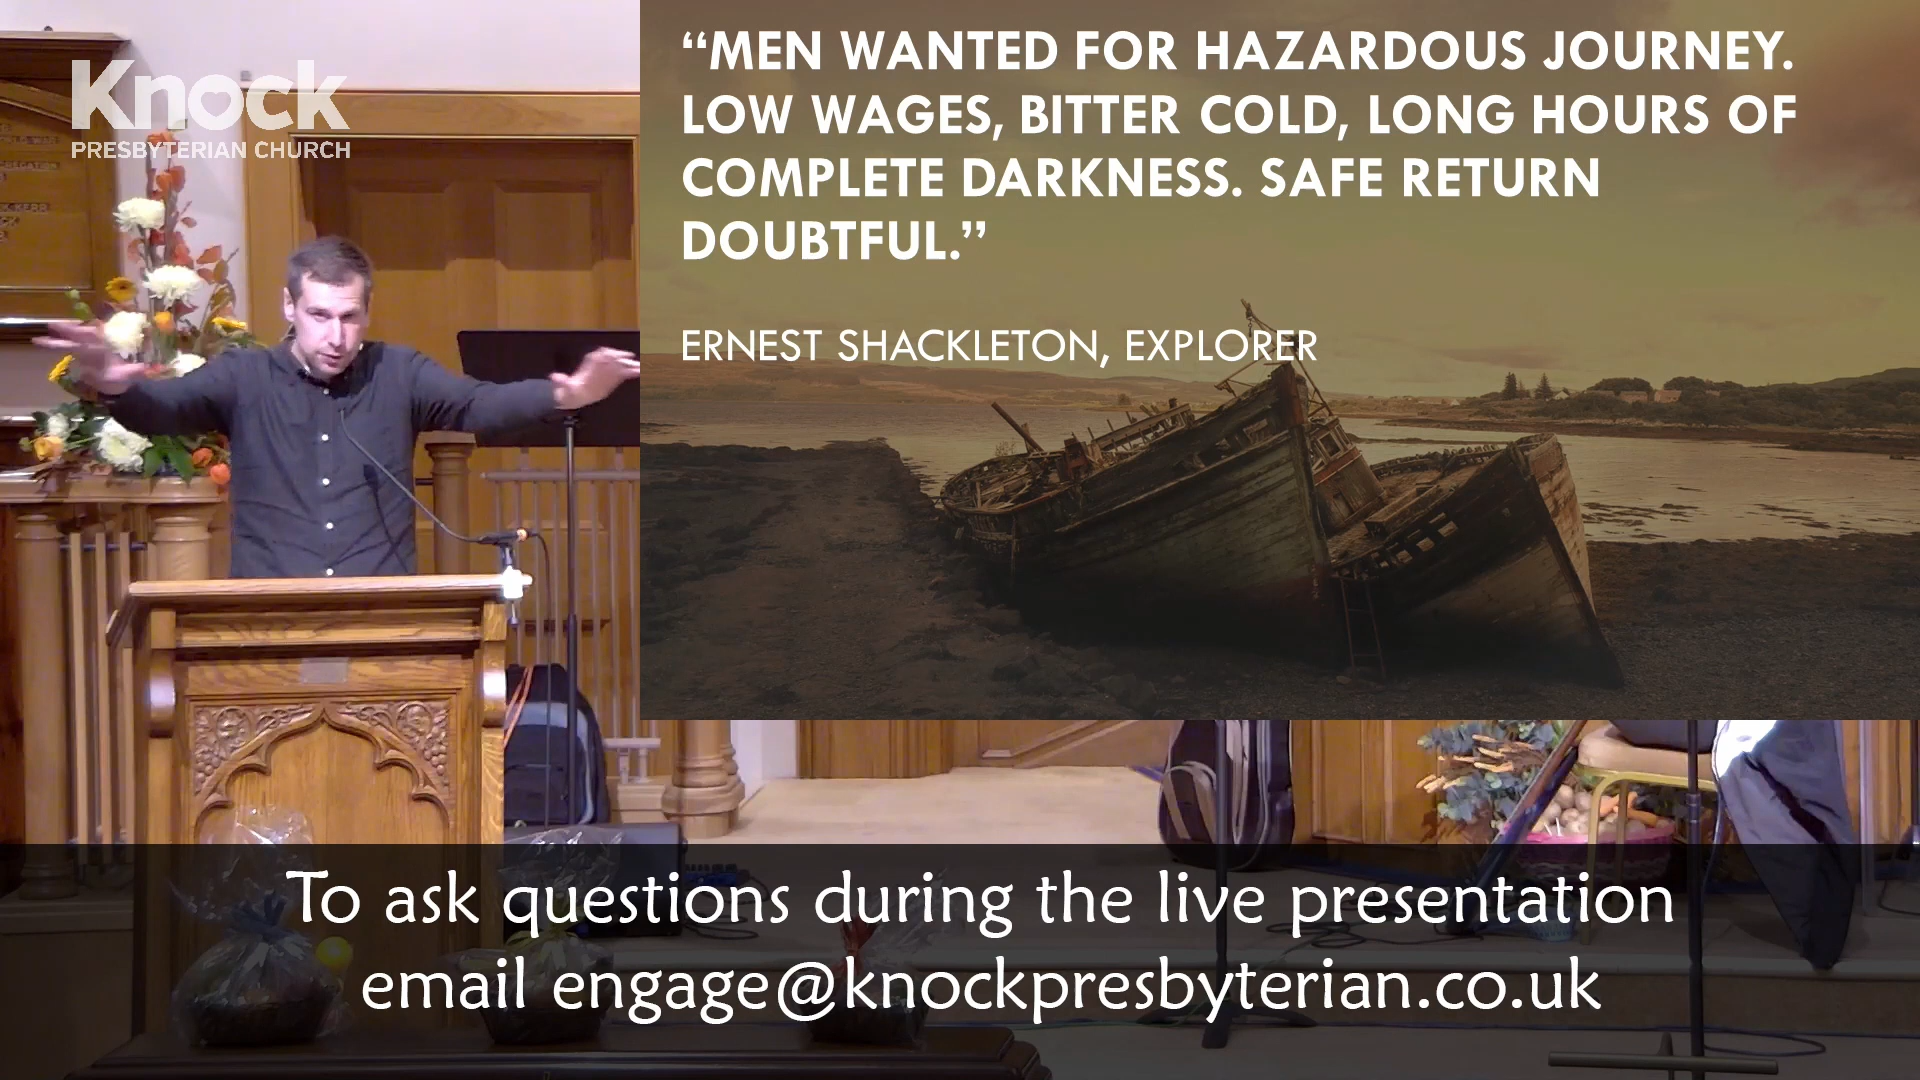 Knock
PRESBYTERIAN CHURCH
“MEN WANTED FOR HAZARDOUS JOURNEY.
LOW WAGES, BITTER COLD, LONG HOURS OF
COMPLETE DARKNESS. SAFE RETURN
DOUBTFUL.”
ERNEST SHACKLETON, EXPLORER
To ask questions during the live presentation
email engage@knockpresbyterian.co.uk